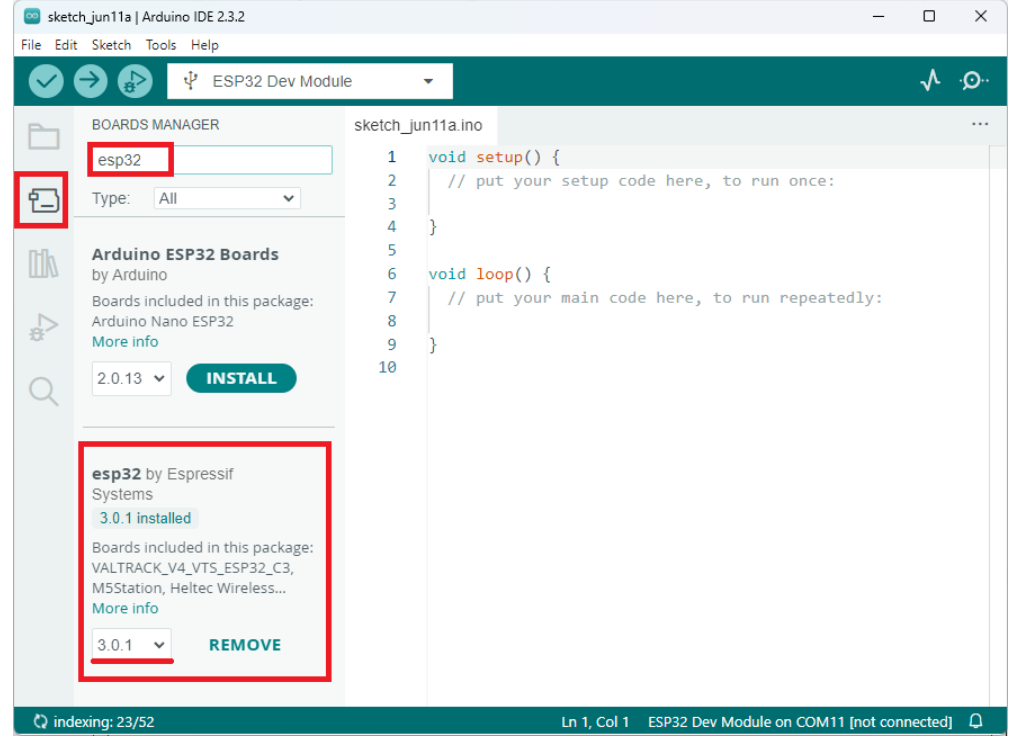 sketch_jun11a | Arduino IDE 2.3.2
File Edit Sketch Tools Help
ESP32 Dev Module
BOARDS MANAGER
esp32
Type: All
Arduino ESP32 Boards
by Arduino
Boards included in this package:
Arduino Nano ESP32
More info
2.0.13 INSTALL
esp32 by Espressif
Systems
3.0.1 installed
Boards included in this package:
VALTRACK_V4_VTS_ESP32_C3,
M5Station, Heltec Wireless...
More info
3.0.1 REMOVE
sketch_jun11a.ino ...
1 void setup() {
2 // put your setup code here, to run once:
3
4 }
5
6 void loop() {
7 // put your main code here, to run repeatedly:
8
9 }
10
indexing: 23/52 Ln 1, Col 1 ESP32 Dev Module on COM11 [not connected]